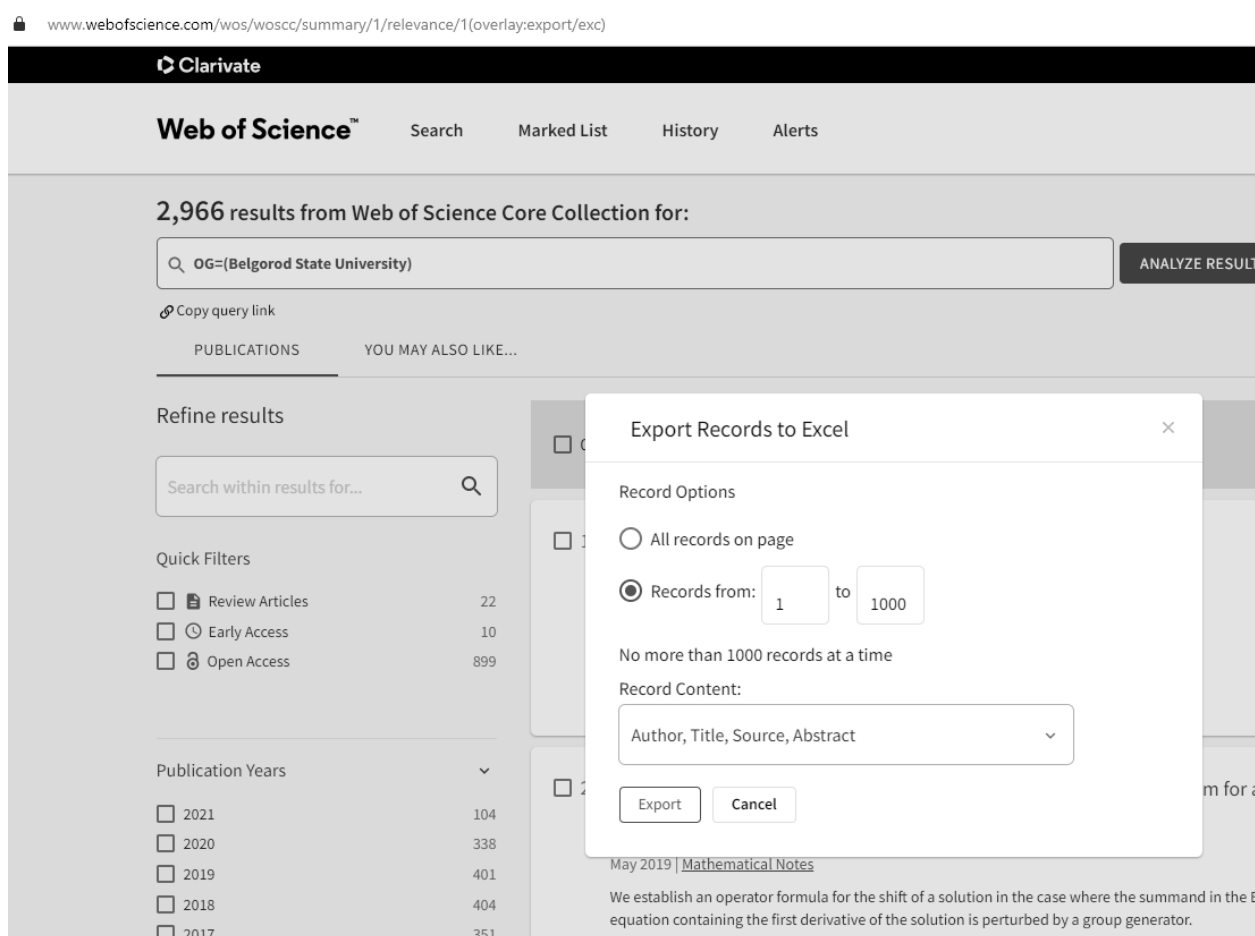 www.webofscience.com/wos/woscc/summary/1/relevance/1(overlay:export/exc)
Clarivate
Web of Science™ Search Marked List History Alerts
2,966 results from Web of Science Core Collection for:
OG=(Belgorod State University)
ANALYZE RESULT
Copy query link
PUBLICATIONS YOU MAY ALSO LIKE...
Refine results
Search within results for...
Quick Filters
Review Articles 22
Early Access 10
Open Access 899
Publication Years
2021 104
2020 338
2019 401
2018 404
2017 351
Export Records to Excel
Record Options
All records on page
Records from: 1 to 1000
No more than 1000 records at a time
Record Content:
Author, Title, Source, Abstract
Export Cancel
m for a
May 2019 | Mathematical Notes
We establish an operator formula for the shift of a solution in the case where the summand in the
equation containing the first derivative of the solution is perturbed by a group generator.